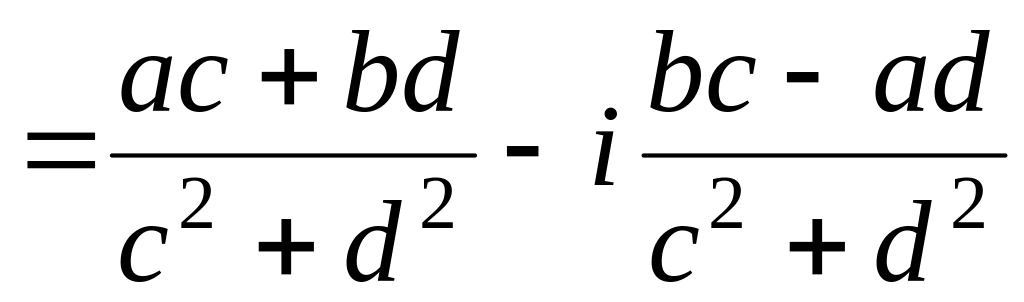 = (ac + bd)/(c² + d²) - i (bc - ad)/(c² + d²)